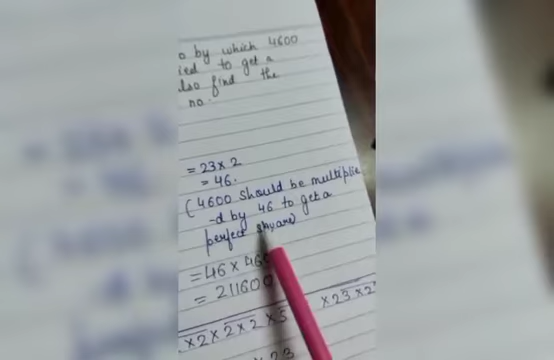 o by which 4600
ied to get a
lso find the
no.
= 23 x 2
= 46.
( 4600 should be multiplie
-d by 46 to get a
perfect square)
= 46 x 460
= 211600
x 2 x 2 x 2 x 5
x 23 x 2
x 23